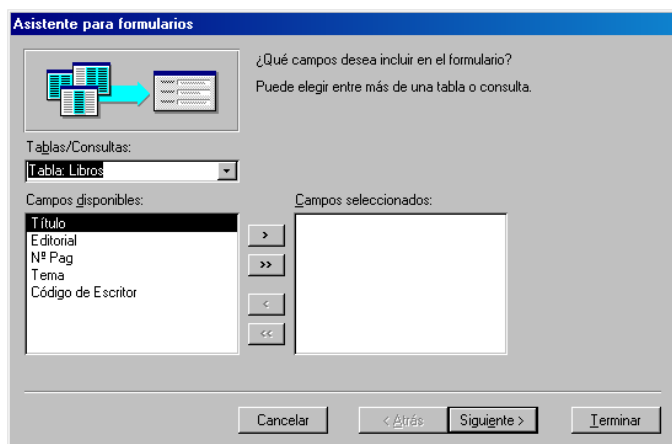 Asistente para formularios
¿Qué campos desea incluir en el formulario?
Puede elegir entre más de una tabla o consulta.
Tablas/Consultas:
Tabla: Libros
Campos disponibles:
Campos seleccionados:
Título
Editorial
Nº Pag
Tema
Código de Escritor
>
>>
<
<<
Cancelar
< Atrás
Siguiente >
Terminar